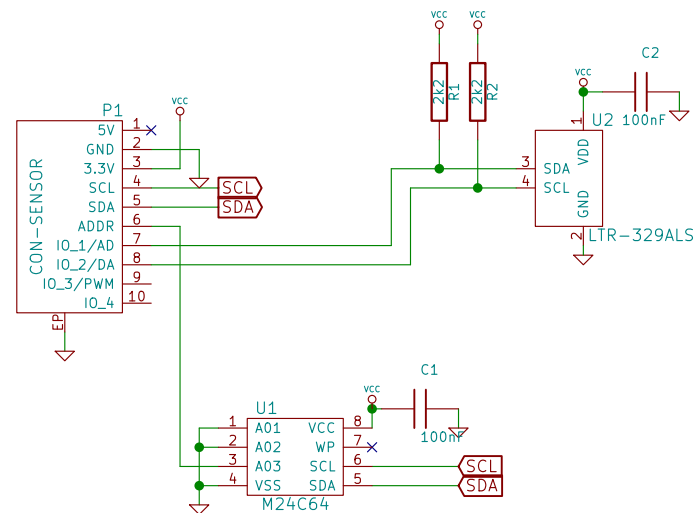 VCC
VCC
C2
VCC
2k2
R1
2k2
R2
100nF
U2
1
VDD
3
SDA
4
SCL
GND
2
LTR-329ALS
P1
VCC
CON-SENSOR
5V
1
GND
2
3.3V
3
SCL
4
SCL
SDA
5
SDA
ADDR
6
IO_1/AD
7
IO_2/DA
8
IO_3/PWM
9
IO_4
10
EP
C1
VCC
100nF
U1
1
A01
VCC
8
2
A02
WP
7
3
A03
SCL
6
SCL
4
VSS
SDA
5
SDA
M24C64